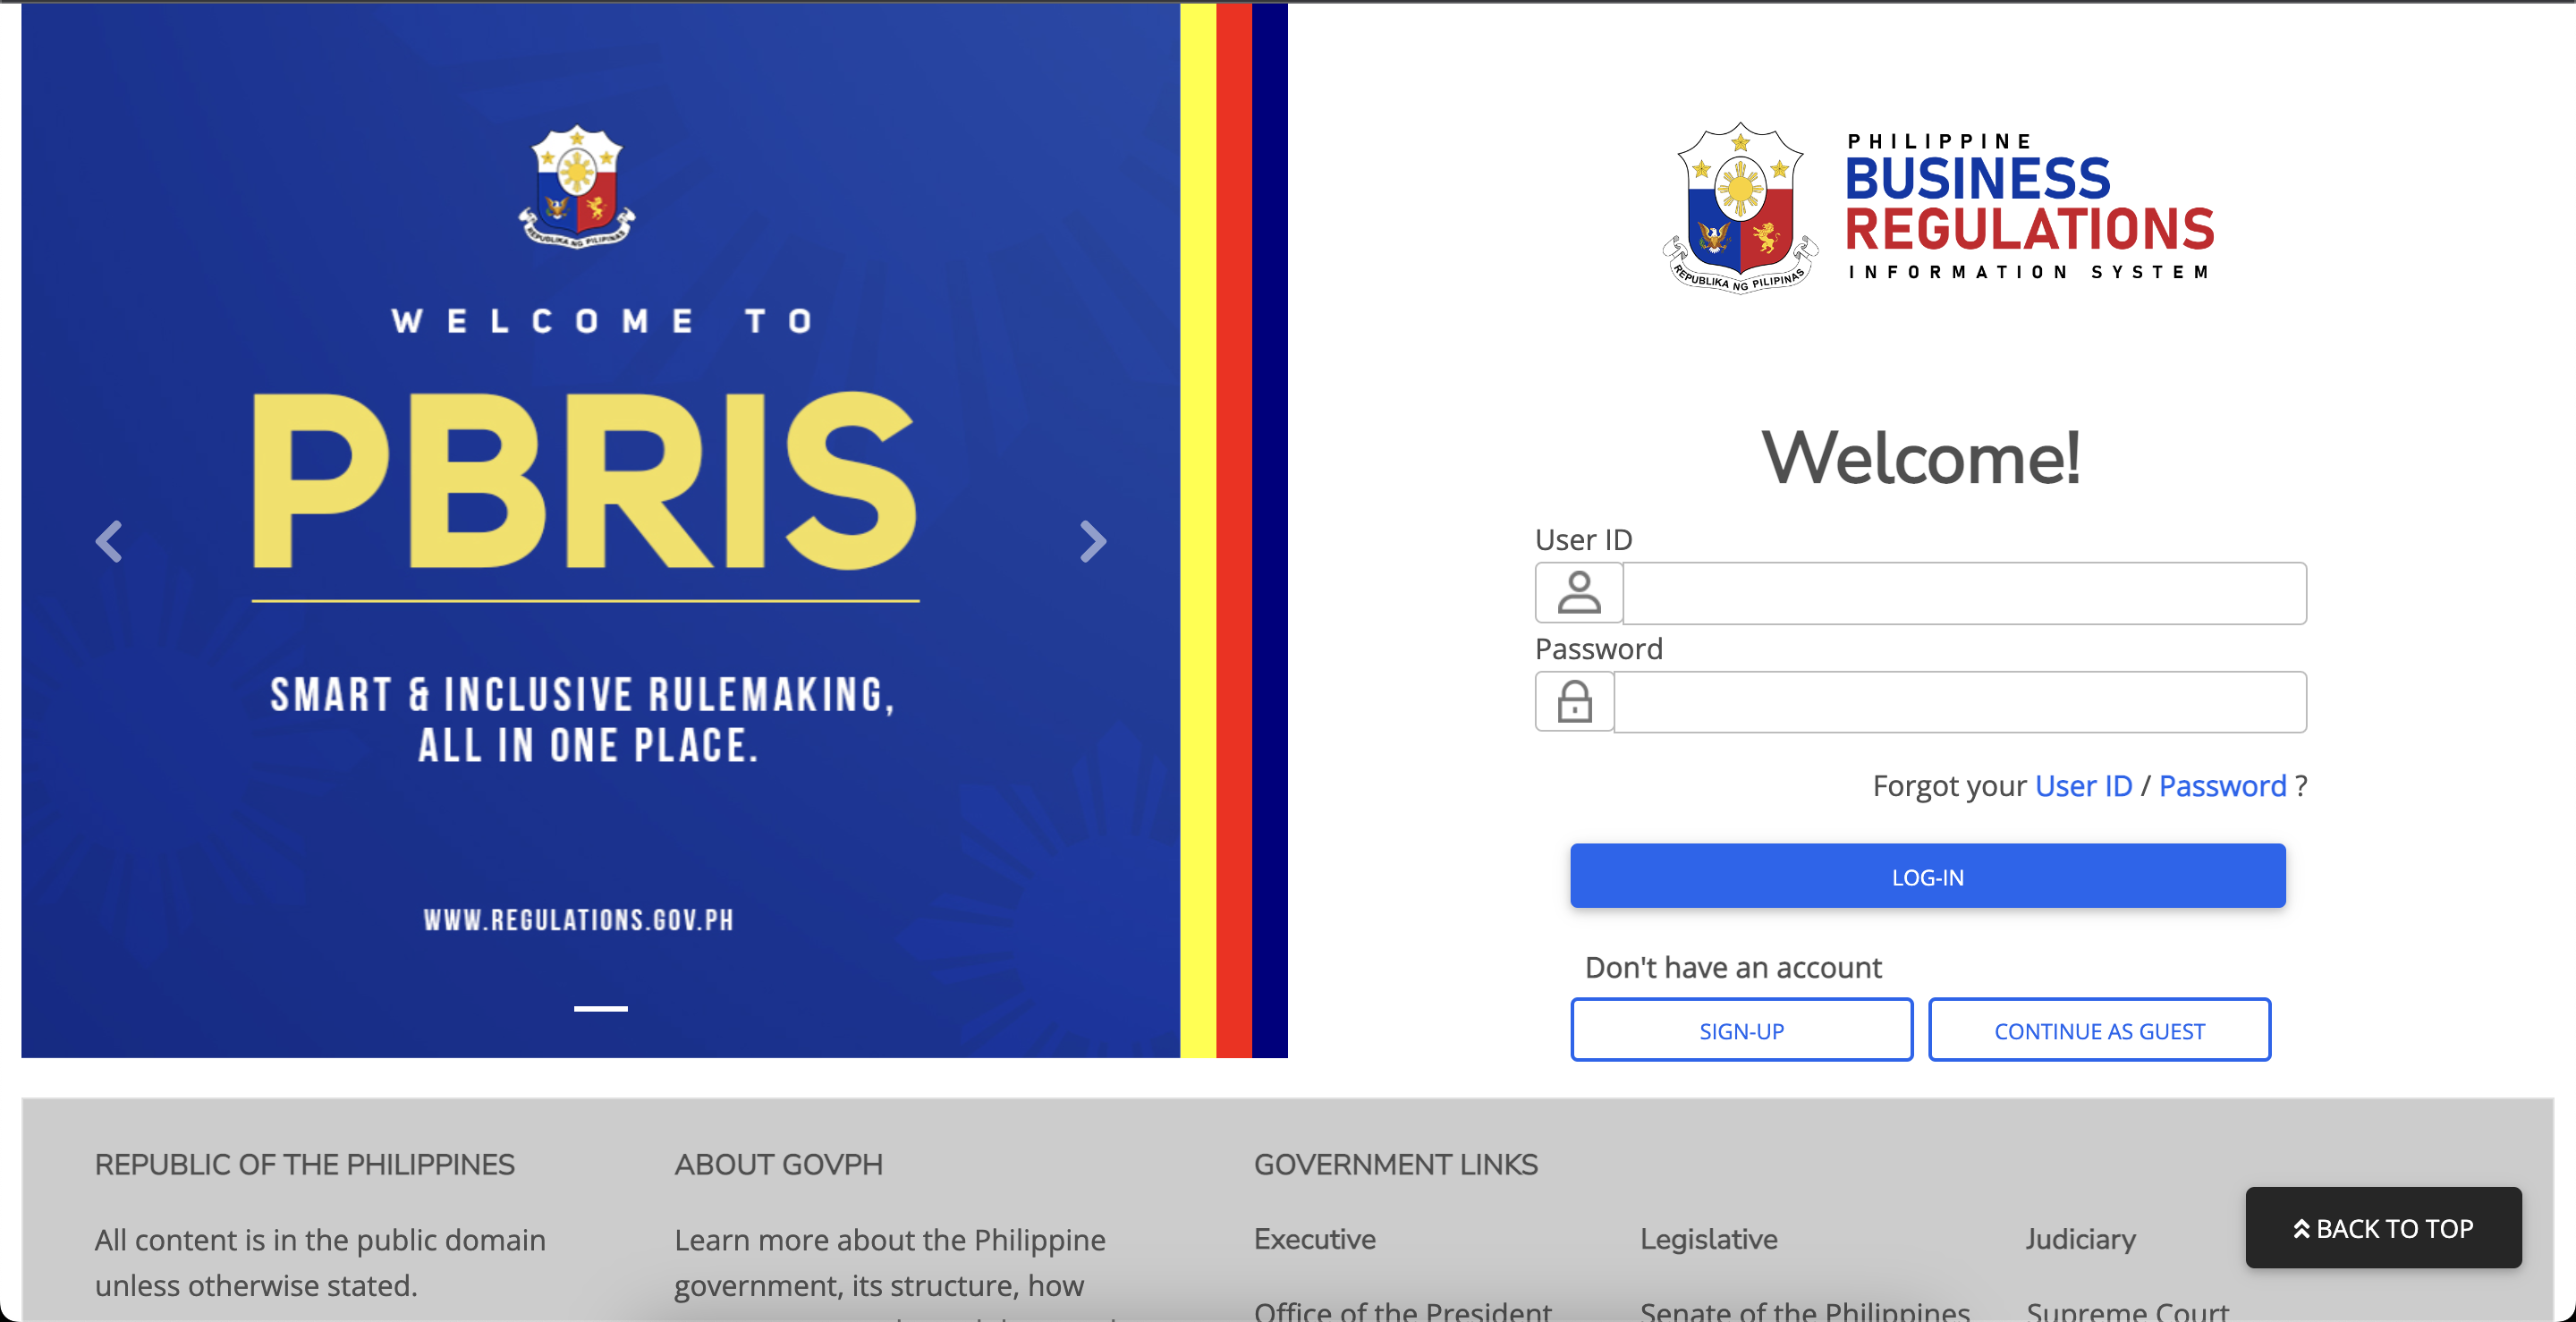 REPUBLIKA NG PILIPINAS
WELCOME TO
PBRIS
SMART & INCLUSIVE RULEMAKING,
ALL IN ONE PLACE.
WWW.REGULATIONS.GOV.PH
REPUBLIKA NG PILIPINAS
PHILIPPINE
BUSINESS
REGULATIONS
INFORMATION SYSTEM
Welcome!
User ID
Password
Forgot your User ID / Password ?
LOG-IN
Don't have an account
SIGN-UP
CONTINUE AS GUEST
REPUBLIC OF THE PHILIPPINES
All content is in the public domain
unless otherwise stated.
ABOUT GOVPH
Learn more about the Philippine
government, its structure, how
GOVERNMENT LINKS
Executive
Office of the President
Legislative
Senate of the Philippines
Judiciary
Supreme Court
BACK TO TOP